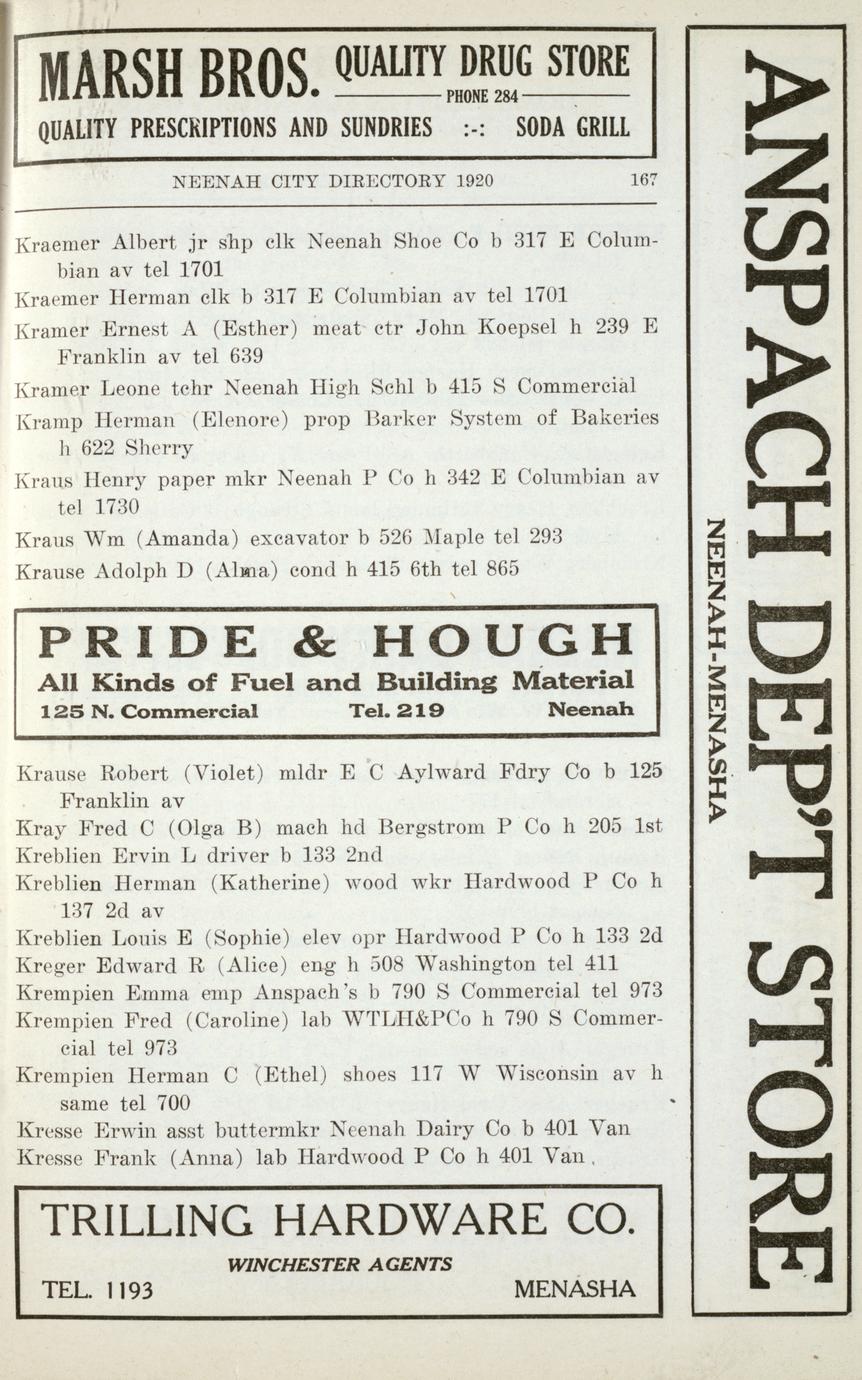 MARSH BROS. QUALITY DRUG STORE
PHONE 284
QUALITY PRESCRIPTIONS AND SUNDRIES :-: SODA GRILL
NEENAH CITY DIRECTORY 1920 167
Kraemer Albert jr shp clk Neenah Shoe Co b 317 E Colum-
bian av tel 1701
Kraemer Herman clk b 317 E Columbian av tel 1701
Kramer Ernest A (Esther) meat ctr John Koepsel h 239 E
Franklin av tel 639
Kramer Leone tchr Neenah High Schl b 415 S Commercial
Kramp Herman (Elenore) prop Barker System of Bakeries
h 622 Sherry
Kraus Henry paper mkr Neenah P Co h 342 E Columbian av
tel 1730
Kraus Wm (Amanda) excavator b 526 Maple tel 293
Krause Adolph D (Alma) cond h 415 6th tel 865
PRIDE & HOUGH
All Kinds of Fuel and Building Material
125 N. Commercial Tel. 219 Neenah
Krause Robert (Violet) mldr E C Aylward Fdry Co b 125
Franklin av
Kray Fred C (Olga B) mach hd Bergstrom P Co h 205 1st
Kreblien Ervin L driver b 133 2nd
Kreblien Herman (Katherine) wood wkr Hardwood P Co h
137 2d av
Kreblien Louis E (Sophie) elev opr Hardwood P Co h 133 2d
Kreger Edward R (Alice) eng h 508 Washington tel 411
Krempien Emma emp Anspach's b 790 S Commercial tel 973
Krempien Fred (Caroline) lab WTLH&PCo h 790 S Commer-
cial tel 973
Krempien Herman C (Ethel) shoes 117 W Wisconsin av h
same tel 700
Kresse Erwin asst buttermkr Neenah Dairy Co b 401 Van
Kresse Frank (Anna) lab Hardwood P Co h 401 Van
TRILLING HARDWARE CO.
WINCHESTER AGENTS
TEL. 1193 MENASHA
ANSPACH DEP'T STORE
NEENAH-MENASHA